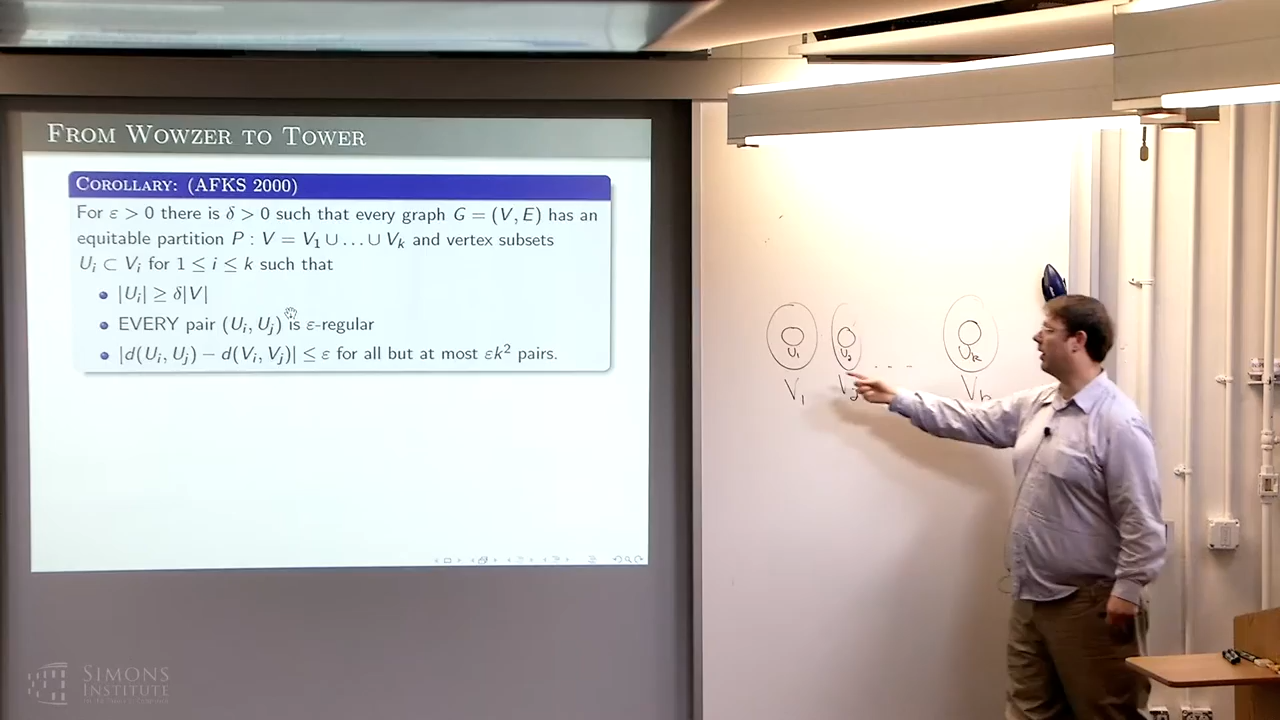 FROM WOWZER TO TOWER
COROLLARY: (AFKS 2000)
For ε > 0 there is δ > 0 such that every graph G = (V, E) has an
equitable partition P : V = V₁ ∪ … ∪ Vₖ and vertex subsets
Uᵢ ⊂ Vᵢ for 1 ≤ i ≤ k such that
|Uᵢ| ≥ δ|V|
EVERY pair (Uᵢ, Uⱼ) is ε-regular
|d(Uᵢ, Uⱼ) − d(Vᵢ, Vⱼ)| ≤ ε for all but at most εk² pairs.
U₁ U₂ ... Uₖ
V₁ V₂ Vₖ
SIMONS
INSTITUTE